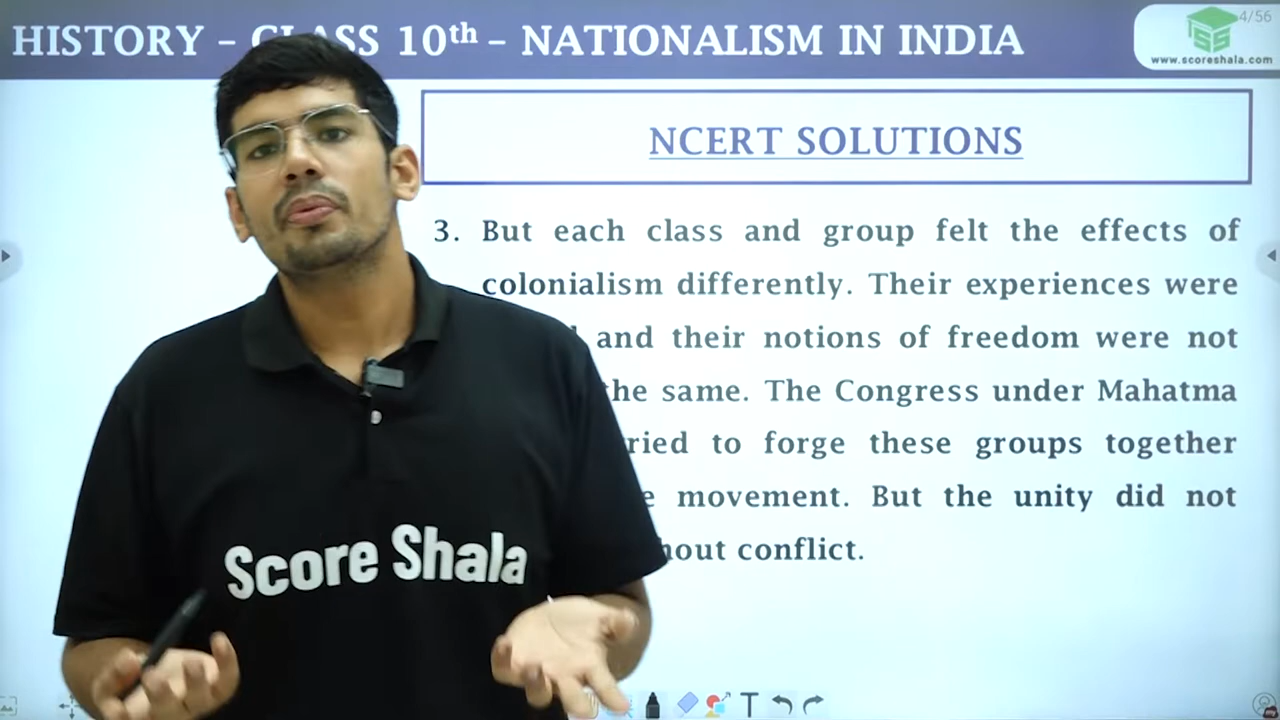 HISTORY – CLASS 10th – NATIONALISM IN INDIA
4/56
www.scoreshala.com
NCERT SOLUTIONS
3. But each class and group felt the effects of
colonialism differently. Their experiences were
and their notions of freedom were not
the same. The Congress under Mahatma
to forge these groups together
movement. But the unity did not
conflict.
Score Shala
T